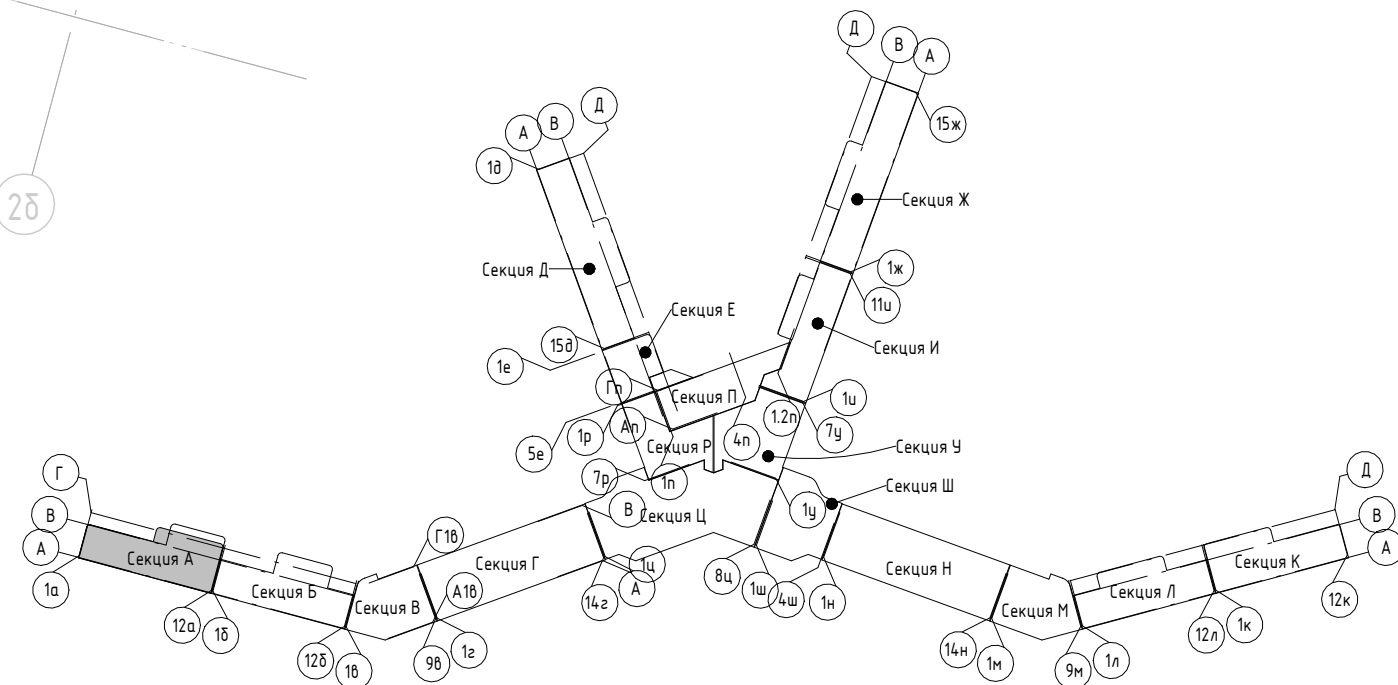 2б
Д
В
А
15ж
Секция Ж
1ж
11и
Секция И
1и
7у
1.2п
Д
В
А
1д
Секция Д
15д
1е
Секция Е
Гп
Секция П
Ап
4п
5е
1р
Секция Р
7р
1п
Секция У
Секция Ш
1у
Г
В
А
1а
Секция А
12а
1б
Секция Б
12б
1в
Секция В
Г1в
А1в
9в
1г
Секция Г
14г
В
Секция Ц
1ц
А
8ц
1ш
4ш
1н
Секция Н
14н
1м
Секция М
9м
1л
Секция Л
12л
1к
Секция К
12к
Д
В
А